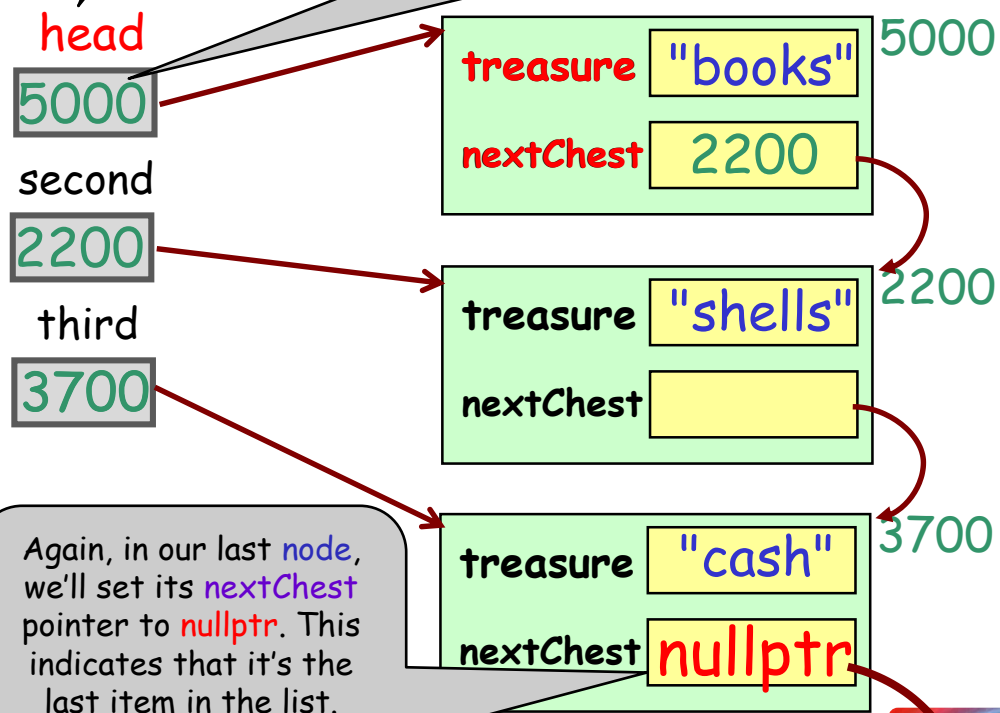 head
5000
second
2200
third
3700
treasure "books" 5000
nextChest 2200
treasure "shells" 2200
nextChest
treasure "cash" 3700
nextChest nullptr
Again, in our last node,
we'll set its nextChest
pointer to nullptr. This
indicates that it's the
last item in the list.